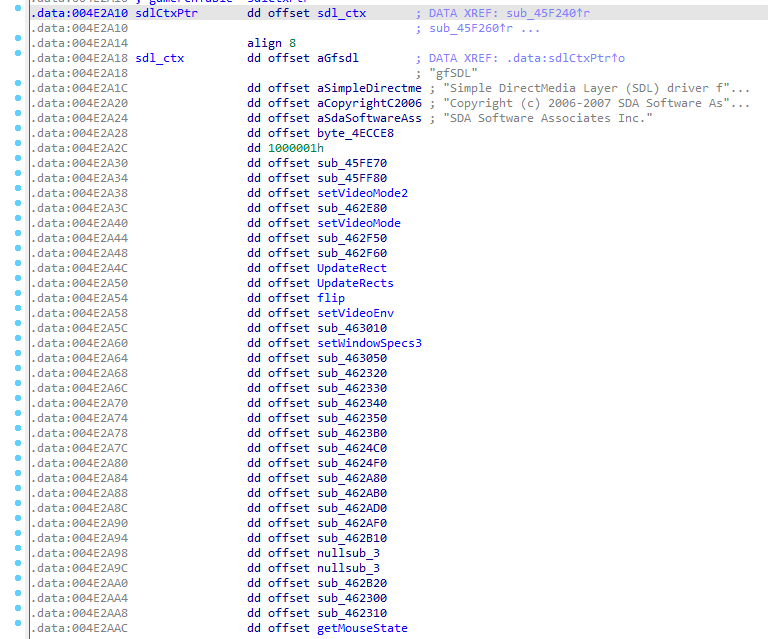 .data:004E2A10 sdlCtxPtr dd offset sdl_ctx ; DATA XREF: sub_45F240↑r
.data:004E2A10 ; sub_45F260↑r ...
.data:004E2A14 align 8
.data:004E2A18 sdl_ctx dd offset aGfsdl ; DATA XREF: .data:sdlCtxPtr↑o
.data:004E2A18 ; "gfSDL"
.data:004E2A1C dd offset aSimpleDirectme ; "Simple DirectMedia Layer (SDL) driver f"...
.data:004E2A20 dd offset aCopyrightC2006 ; "Copyright (c) 2006-2007 SDA Software As"...
.data:004E2A24 dd offset aSdaSoftwareAss ; "SDA Software Associates Inc."
.data:004E2A28 dd offset byte_4ECCE8
.data:004E2A2C dd 1000001h
.data:004E2A30 dd offset sub_45FE70
.data:004E2A34 dd offset sub_45FF80
.data:004E2A38 dd offset setVideoMode2
.data:004E2A3C dd offset sub_462E80
.data:004E2A40 dd offset setVideoMode
.data:004E2A44 dd offset sub_462F50
.data:004E2A48 dd offset sub_462F60
.data:004E2A4C dd offset UpdateRect
.data:004E2A50 dd offset UpdateRects
.data:004E2A54 dd offset flip
.data:004E2A58 dd offset setVideoEnv
.data:004E2A5C dd offset sub_463010
.data:004E2A60 dd offset setWindowSpecs3
.data:004E2A64 dd offset sub_463050
.data:004E2A68 dd offset sub_462320
.data:004E2A6C dd offset sub_462330
.data:004E2A70 dd offset sub_462340
.data:004E2A74 dd offset sub_462350
.data:004E2A78 dd offset sub_4623B0
.data:004E2A7C dd offset sub_4624C0
.data:004E2A80 dd offset sub_4624F0
.data:004E2A84 dd offset sub_462A80
.data:004E2A88 dd offset sub_462AB0
.data:004E2A8C dd offset sub_462AD0
.data:004E2A90 dd offset sub_462AF0
.data:004E2A94 dd offset sub_462B10
.data:004E2A98 dd offset nullsub_3
.data:004E2A9C dd offset nullsub_3
.data:004E2AA0 dd offset sub_462B20
.data:004E2AA4 dd offset sub_462300
.data:004E2AA8 dd offset sub_462310
.data:004E2AAC dd offset getMouseState